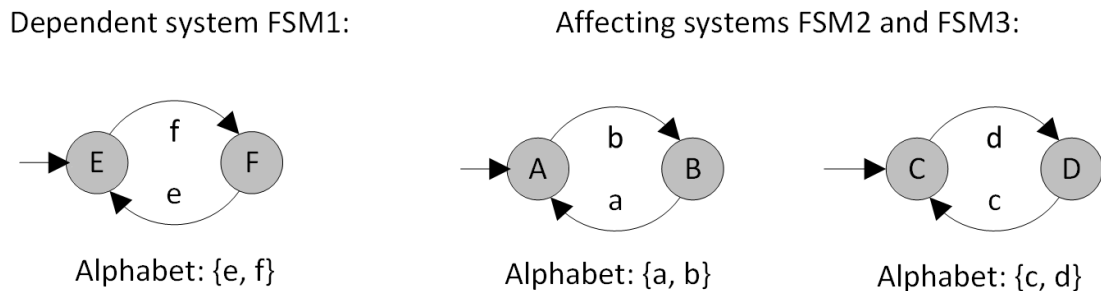 Dependent system FSM1:
Affecting systems FSM2 and FSM3:
f
E
F
e
b
A
B
a
d
C
D
c
Alphabet: {e, f}
Alphabet: {a, b}
Alphabet: {c, d}